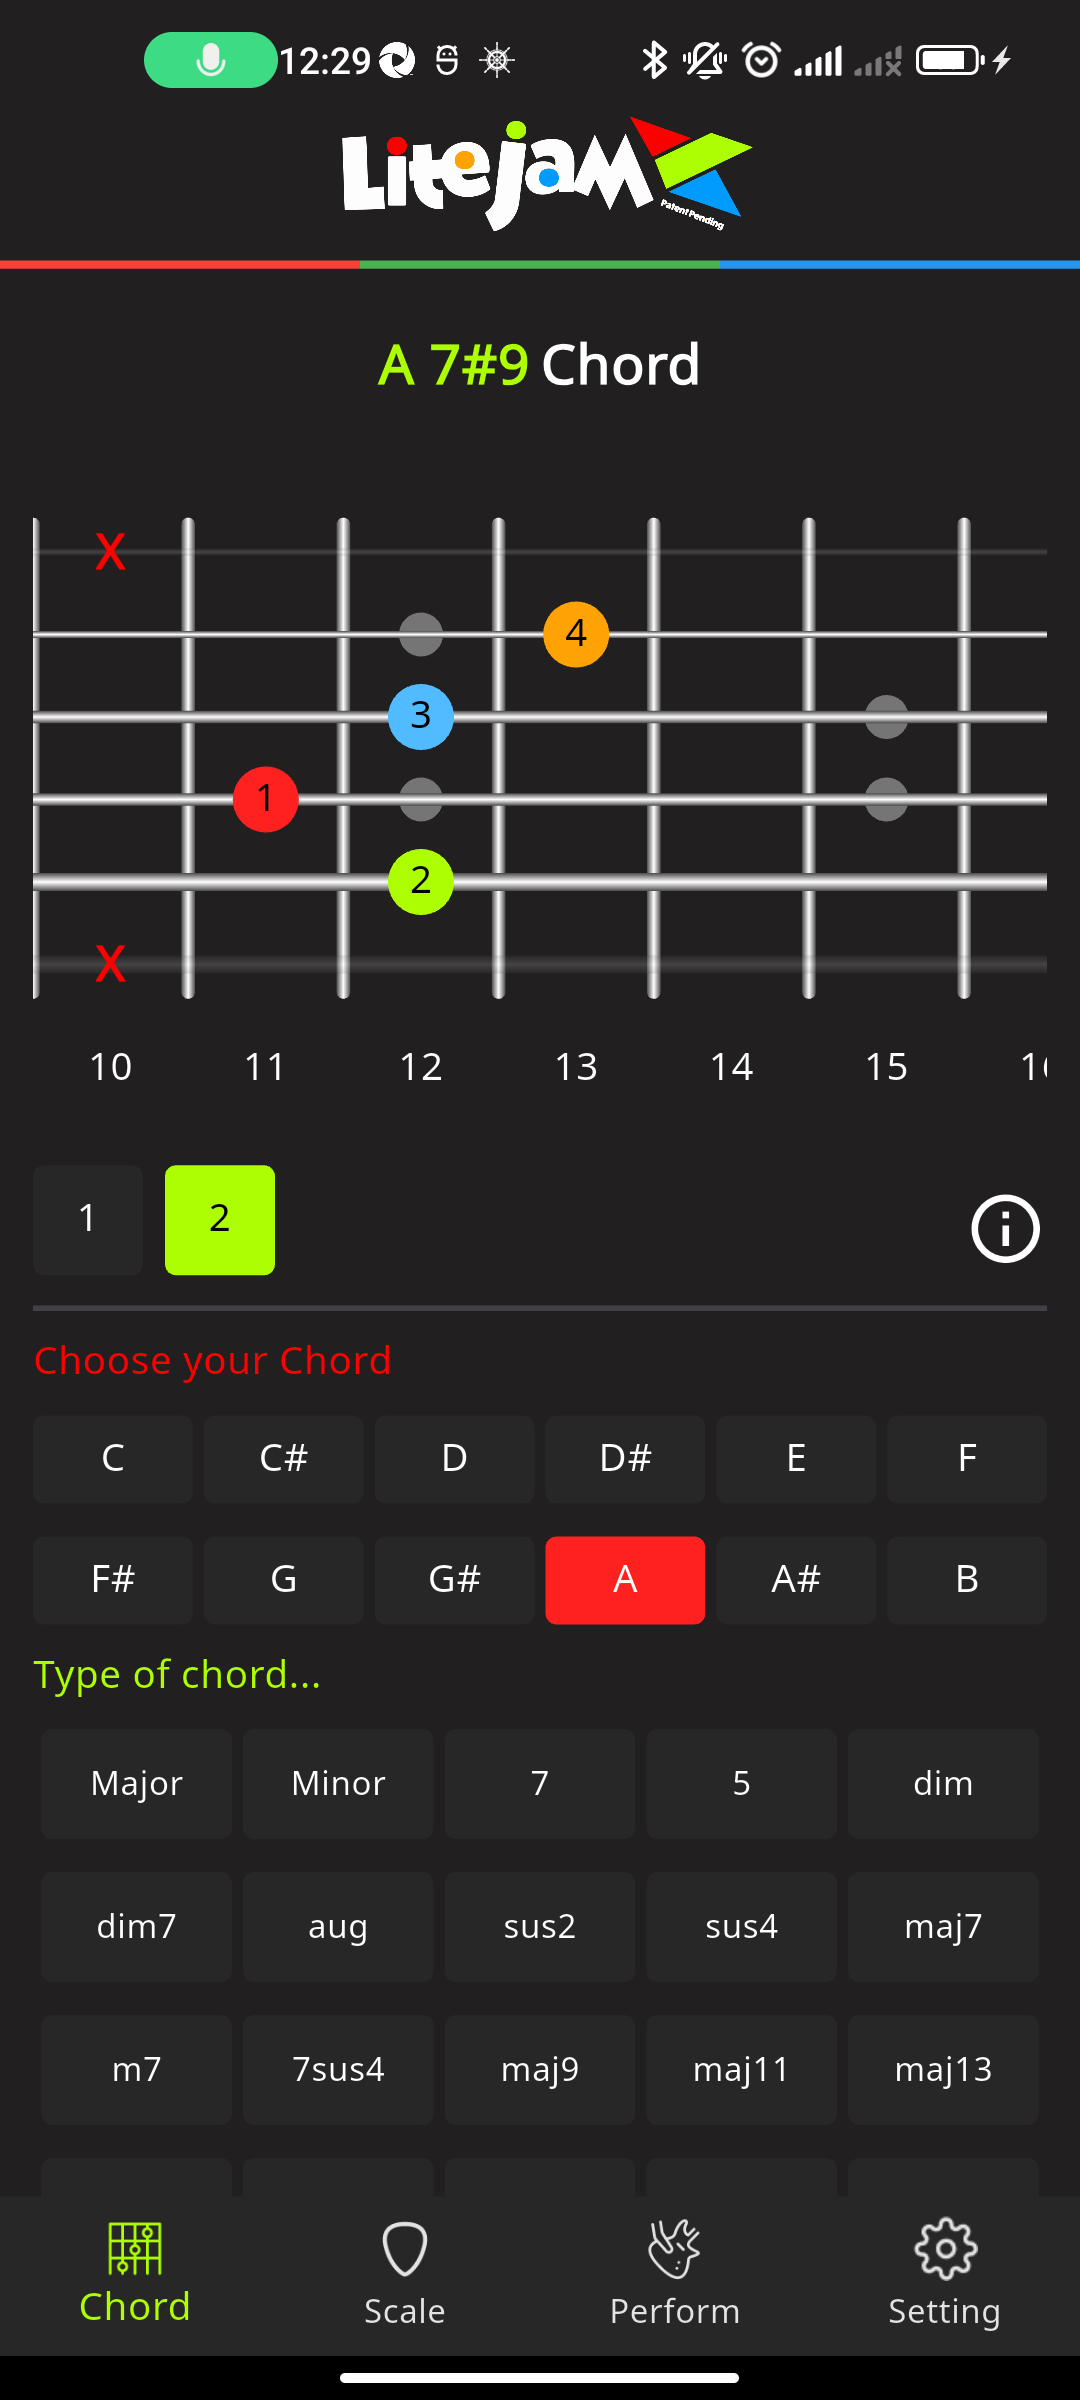 12:29
LiteJam
Patent Pending
A 7#9 Chord
X
4
3
1
2
X
10 11 12 13 14 15
1 2
Choose your Chord
C C# D D# E F
F# G G# A A# B
Type of chord...
Major Minor 7 5 dim
dim7 aug sus2 sus4 maj7
m7 7sus4 maj9 maj11 maj13
Chord Scale Perform Setting